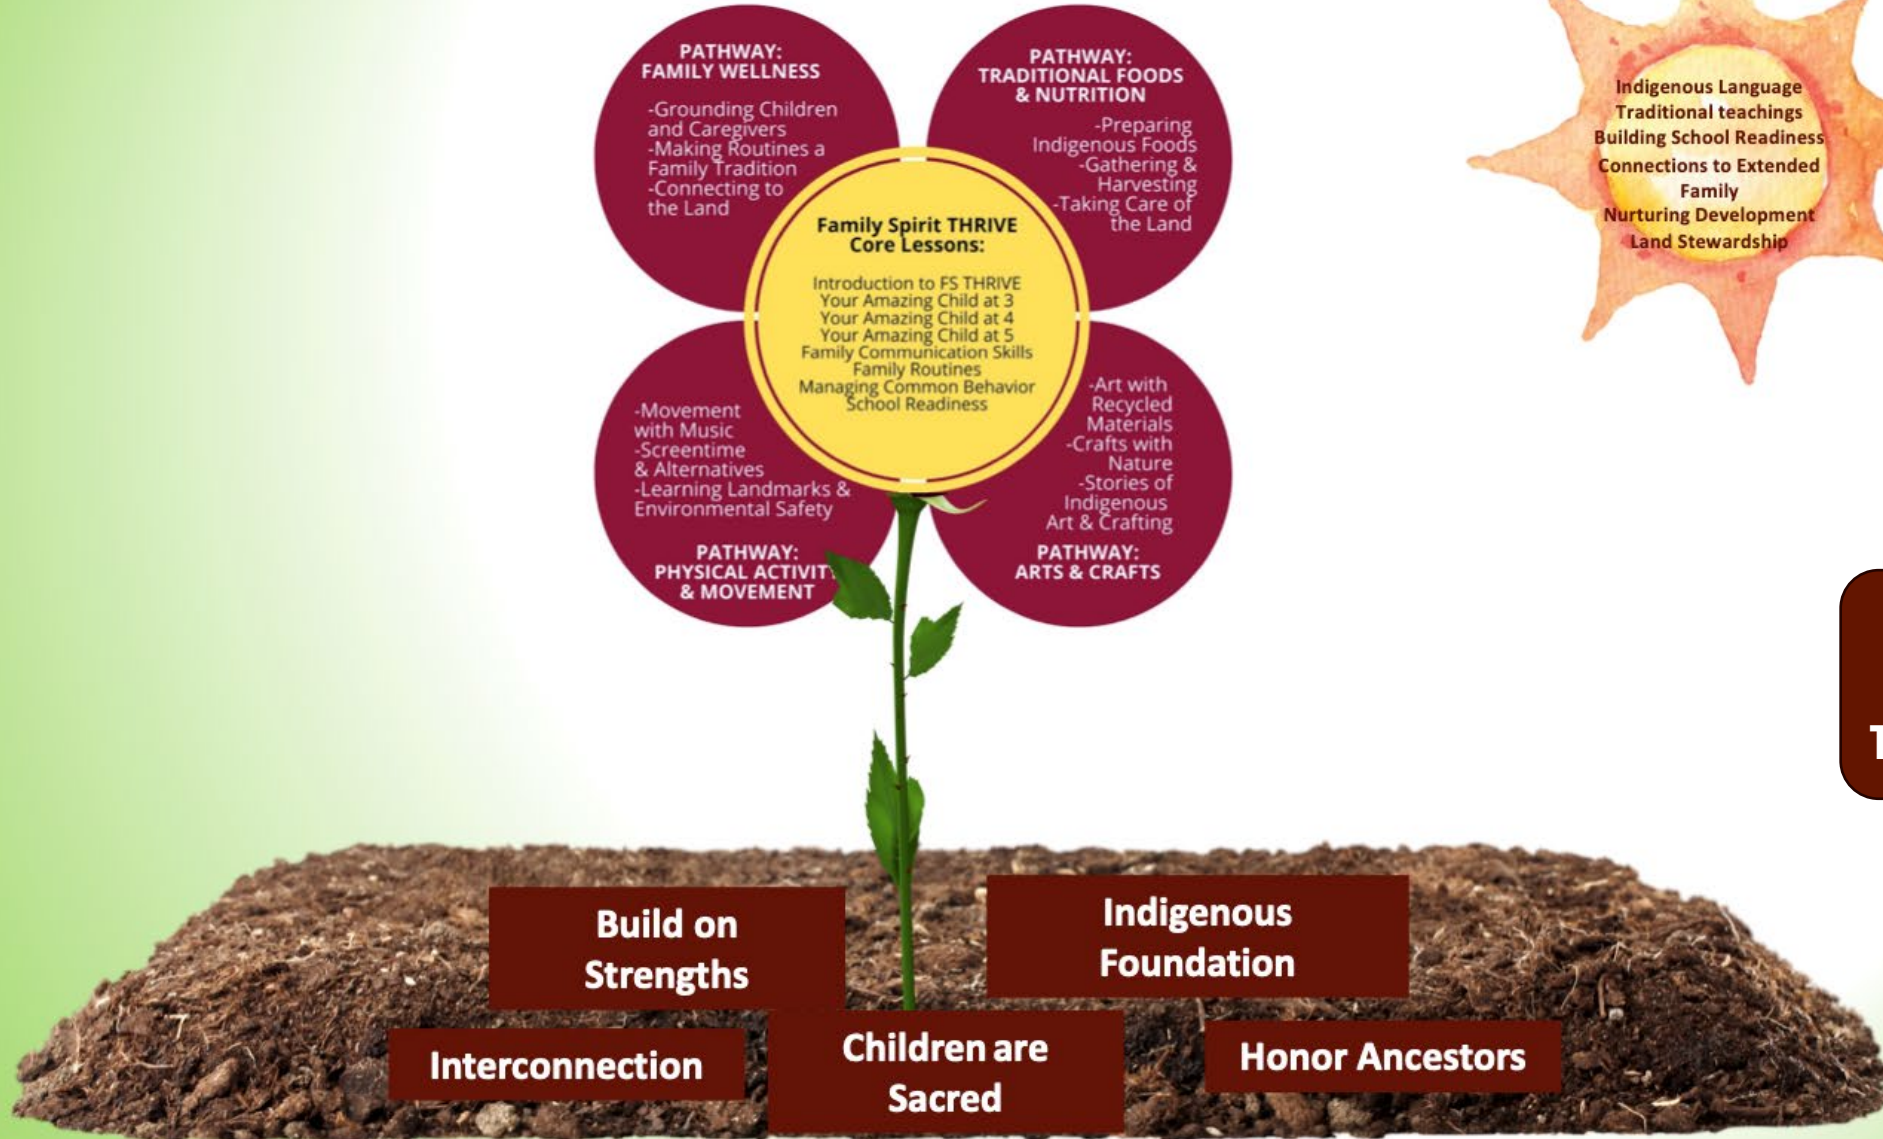 PATHWAY:
FAMILY WELLNESS
-Grounding Children
and Caregivers
-Making Routines a
Family Tradition
-Connecting to
the Land
PATHWAY:
TRADITIONAL FOODS
& NUTRITION
-Preparing
Indigenous Foods
-Gathering &
Harvesting
-Taking Care of
the Land
Indigenous Language
Traditional teachings
Building School Readiness
Connections to Extended
Family
Nurturing Development
Land Stewardship
Family Spirit THRIVE
Core Lessons:
Introduction to FS THRIVE
Your Amazing Child at 3
Your Amazing Child at 4
Your Amazing Child at 5
Family Communication Skills
Family Routines
Managing Common Behavior
School Readiness
-Movement
with Music
-Screentime
& Alternatives
-Learning Landmarks &
Environmental Safety
PATHWAY:
PHYSICAL ACTIVIT
& MOVEMENT
-Art with
Recycled
Materials
-Crafts with
Nature
-Stories of
Indigenous
Art & Crafting
PATHWAY:
ARTS & CRAFTS
Build on
Strengths
Indigenous
Foundation
Interconnection
Children are
Sacred
Honor Ancestors